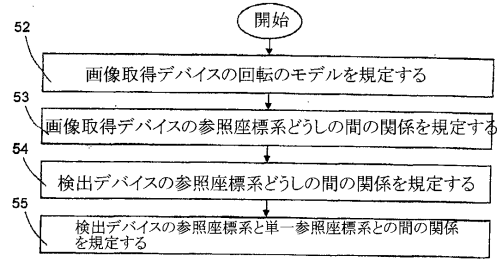 開始
52
画像取得デバイスの回転のモデルを規定する
53
画像取得デバイスの参照座標系どうしの間の関係を規定する
54
検出デバイスの参照座標系どうしの間の関係を規定する
55
検出デバイスの参照座標系と単一参照座標系との間の関係
を規定する